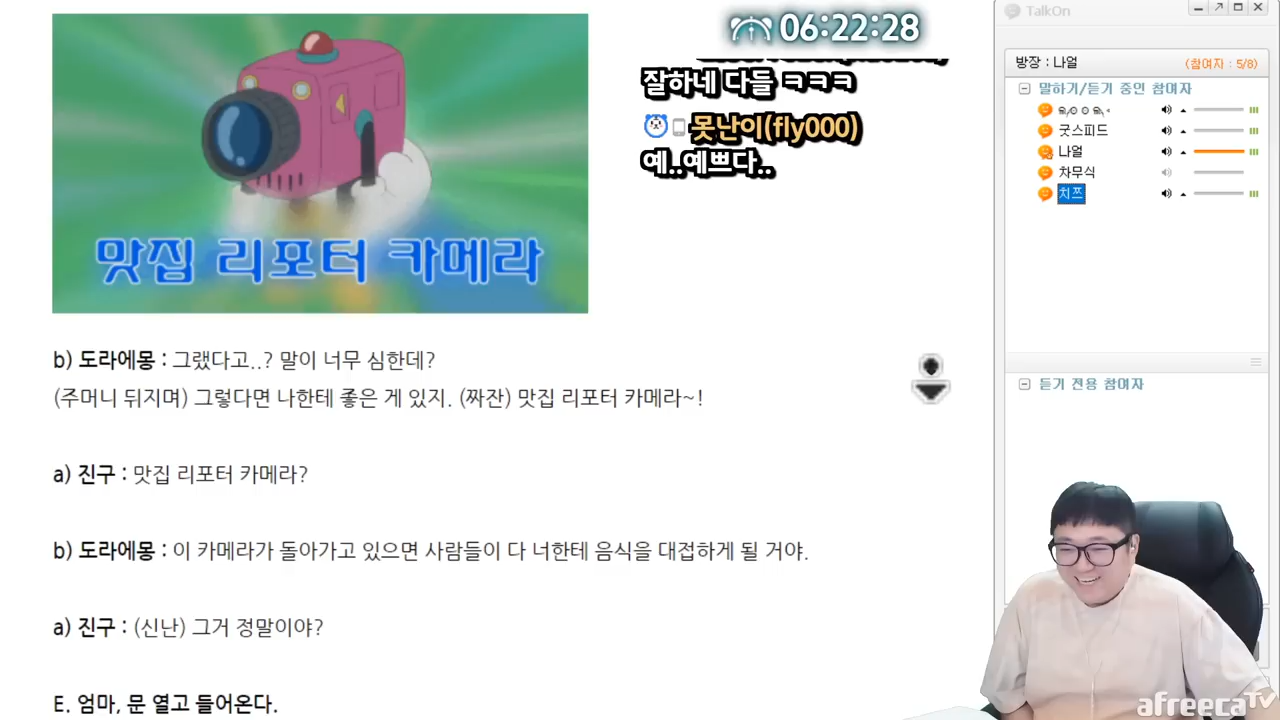 맛집 리포터 카메라
06:22:28
잘하네 다들 ㅋㅋㅋ
못난이(fly000)
예..예쁘다..
b) 도라에몽 : 그랬다고..? 말이 너무 심한데?
(주머니 뒤지며) 그렇다면 나한테 좋은 게 있지. (짜잔) 맛집 리포터 카메라~!
a) 진구 : 맛집 리포터 카메라?
b) 도라에몽 : 이 카메라가 돌아가고 있으면 사람들이 다 너한테 음식을 대접하게 될 거야.
a) 진구 : (신난) 그거 정말이야?
E. 엄마, 문 열고 들어온다.
TalkOn
방장 : 나얼
(참여자 : 5/8)
말하기/듣기 중인 참여자
굿스피드
나얼
차무식
치쯔
듣기 전용 참여자
afreecaTV